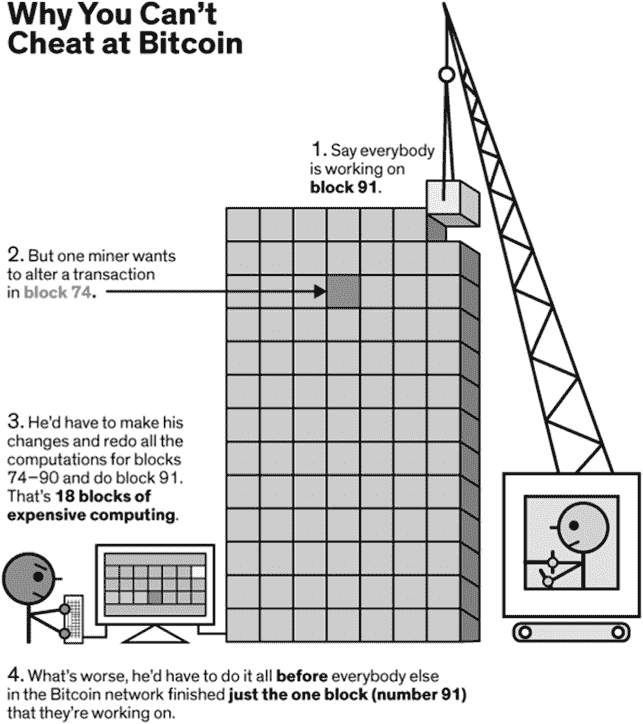 Why You Can't
Cheat at Bitcoin
1. Say everybody
is working on
block 91.
2. But one miner wants
to alter a transaction
in block 74.
3. He'd have to make his
changes and redo all the
computations for blocks
74–90 and do block 91.
That's 18 blocks of
expensive computing.
4. What's worse, he'd have to do it all before everybody else
in the Bitcoin network finished just the one block (number 91)
that they're working on.